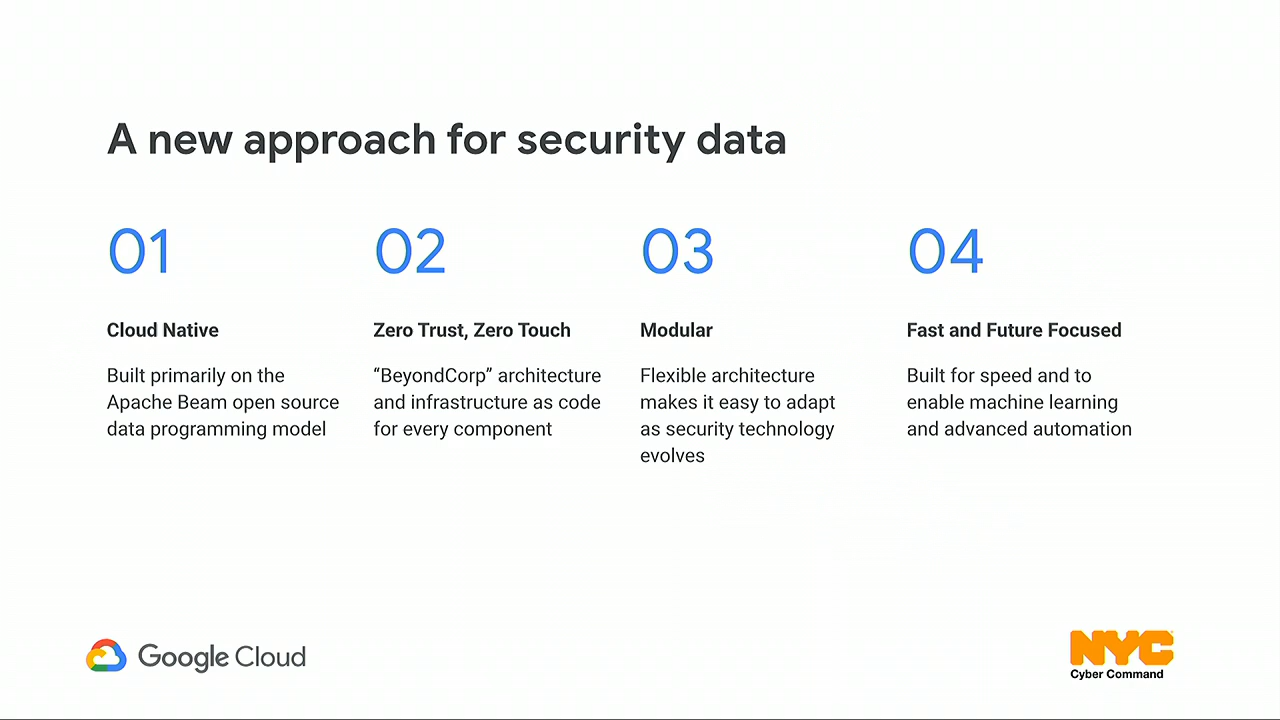 A new approach for security data
01
Cloud Native
Built primarily on the
Apache Beam open source
data programming model
02
Zero Trust, Zero Touch
“BeyondCorp” architecture
and infrastructure as code
for every component
03
Modular
Flexible architecture
makes it easy to adapt
as security technology
evolves
04
Fast and Future Focused
Built for speed and to
enable machine learning
and advanced automation
Google Cloud
NYC
Cyber Command